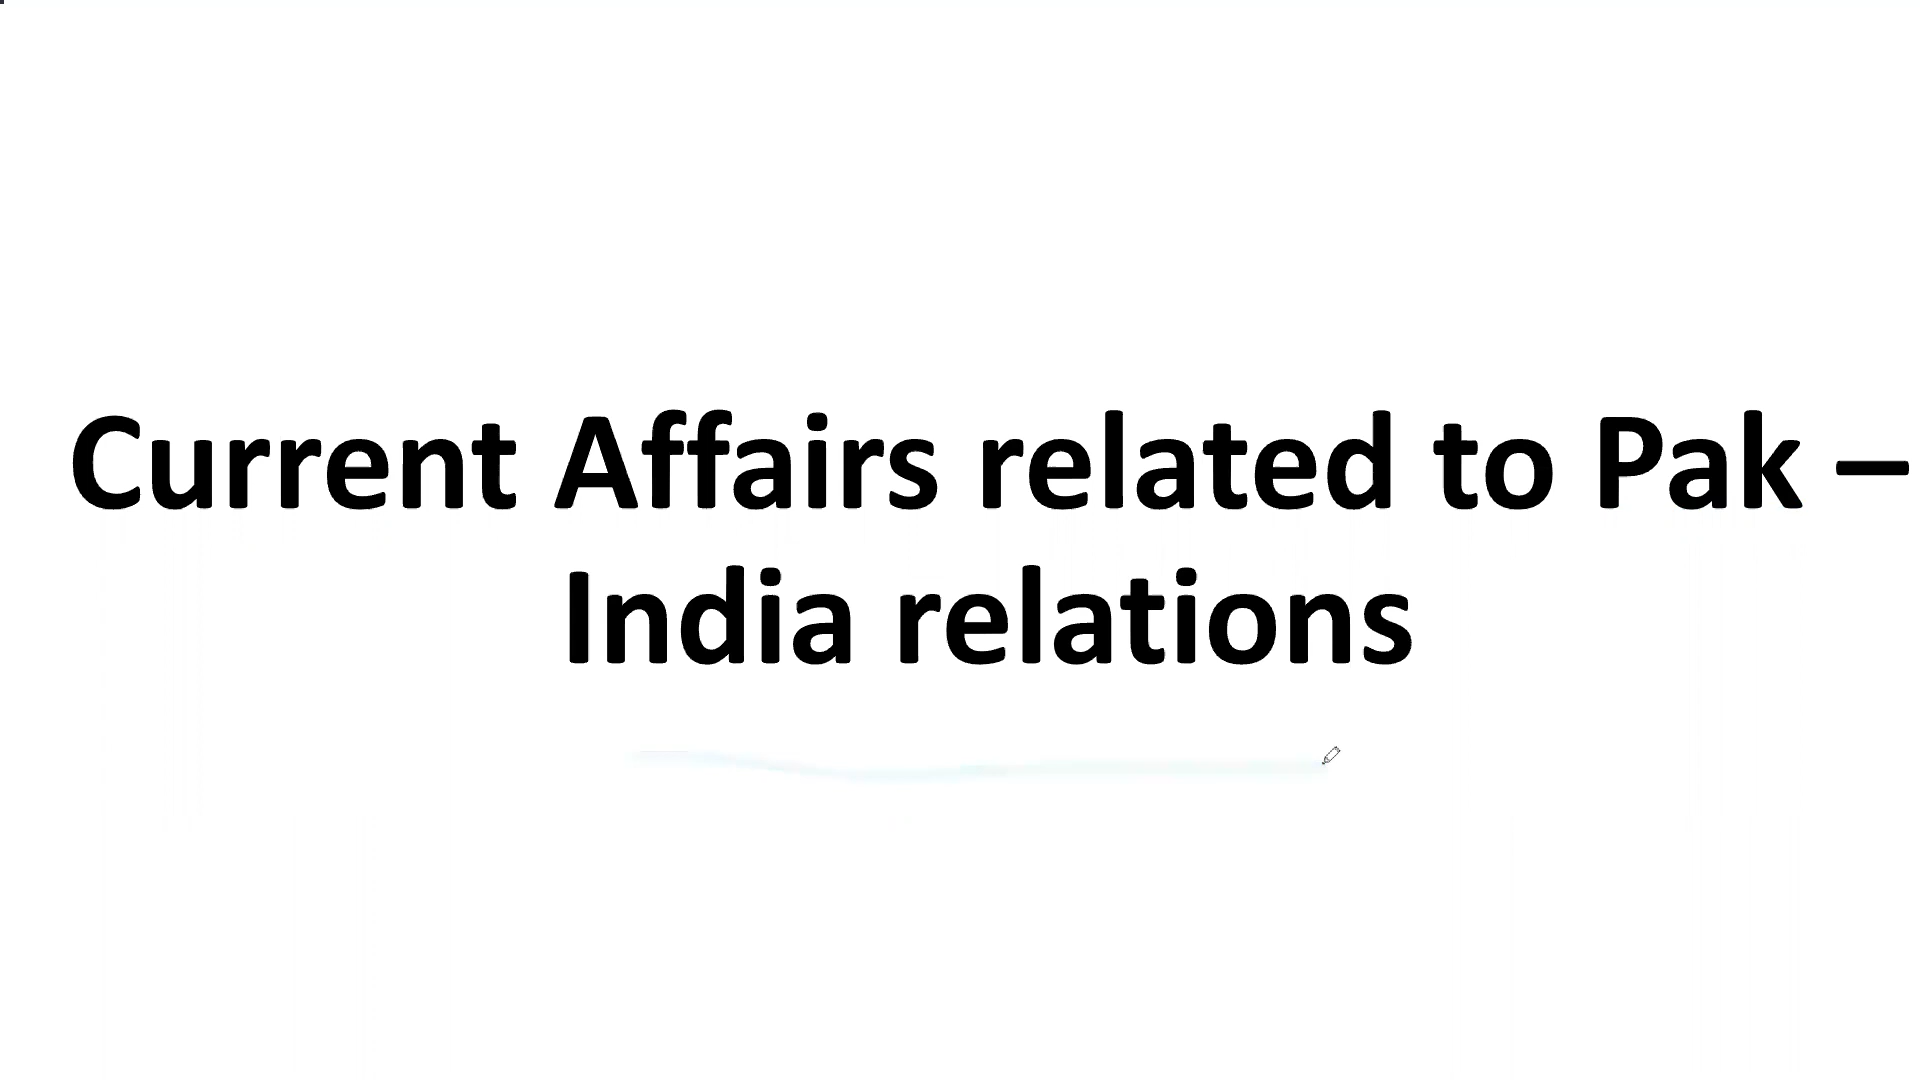 Current Affairs related to Pak –
India relations